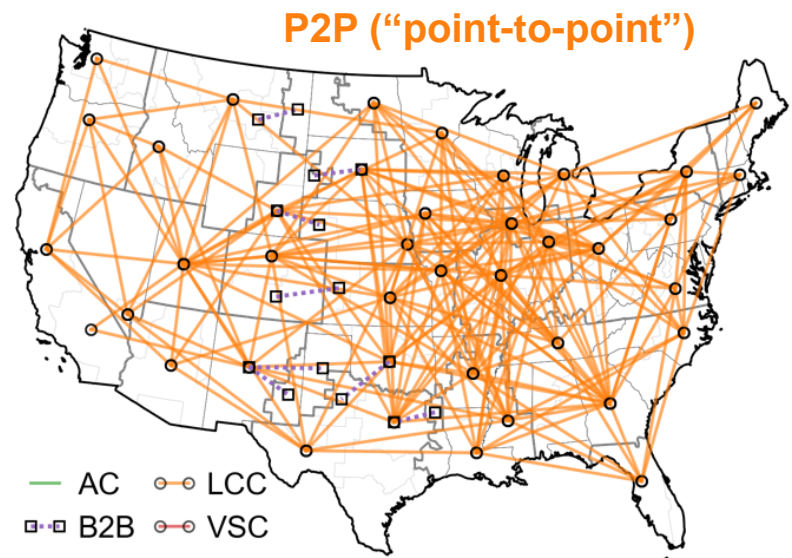 P2P (“point-to-point”)
AC LCC
B2B VSC